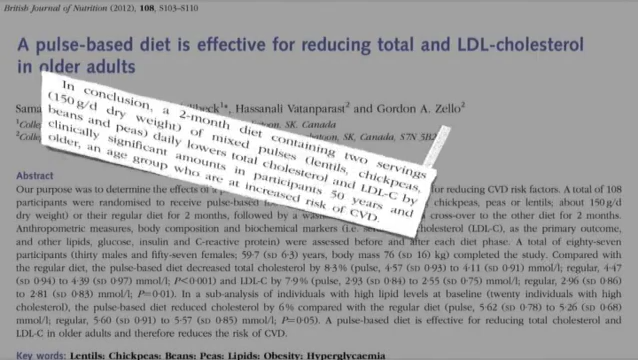 British Journal of Nutrition (2012), 108, S103–S110
A pulse-based diet is effective for reducing total and LDL-cholesterol
in older adults
Sama beck¹*, Hassanali Vatanparast² and Gordon A. Zello²
¹Colle toon, SK, Canada
²Colle atoon, SK, Canada, S7N 5B2
In conclusion, a 2-month diet containing two servings
(150 g/d dry weight) of mixed pulses (lentils, chickpeas,
beans and peas) daily lowers total cholesterol and LDL-C by
clinically significant amounts in participants 50 years and
older, an age group who are at increased risk of CVD.
Abstract
Our purpose was to determine the effects of a for reducing CVD risk factors. A total of 108
participants were randomised to receive pulse-based chickpeas, peas or lentils; about 150 g/d
dry weight) or their regular diet for 2 months, followed by a cross-over to the other diet for 2 months.
Anthropometric measures, body composition and biochemical markers (i.e. cholesterol (LDL-C), as the primary outcome,
and other lipids, glucose, insulin and C-reactive protein) were assessed before and after each diet phase. A total of eighty-seven
participants (thirty males and fifty-seven females; 59·7 (SD 6·3) years, body mass 76 (SD 16) kg) completed the study. Compared with
the regular diet, the pulse-based diet decreased total cholesterol by 8·3 % (pulse, 4·57 (SD 0·93) to 4·11 (SD 0·91) mmol/l; regular, 4·47
(SD 0·94) to 4·39 (SD 0·97) mmol/l; P<0·001) and LDL-C by 7·9 % (pulse, 2·93 (SD 0·84) to 2·55 (SD 0·75) mmol/l; regular, 2·96 (SD 0·86)
to 2·81 (SD 0·83) mmol/l; P=0·01). In a sub-analysis of individuals with high lipid levels at baseline (twenty individuals with high
cholesterol), the pulse-based diet reduced cholesterol by 6 % compared with the regular diet (pulse, 5·62 (SD 0·78) to 5·26 (SD 0·68)
mmol/l; regular, 5·60 (SD 0·91) to 5·57 (SD 0·85) mmol/l; P=0·05). A pulse-based diet is effective for reducing total cholesterol and
LDL-C in older adults and therefore reduces the risk of CVD.
Key words: Lentils: Chickpeas: Beans: Peas: Lipids: Obesity: Hyperglycaemia